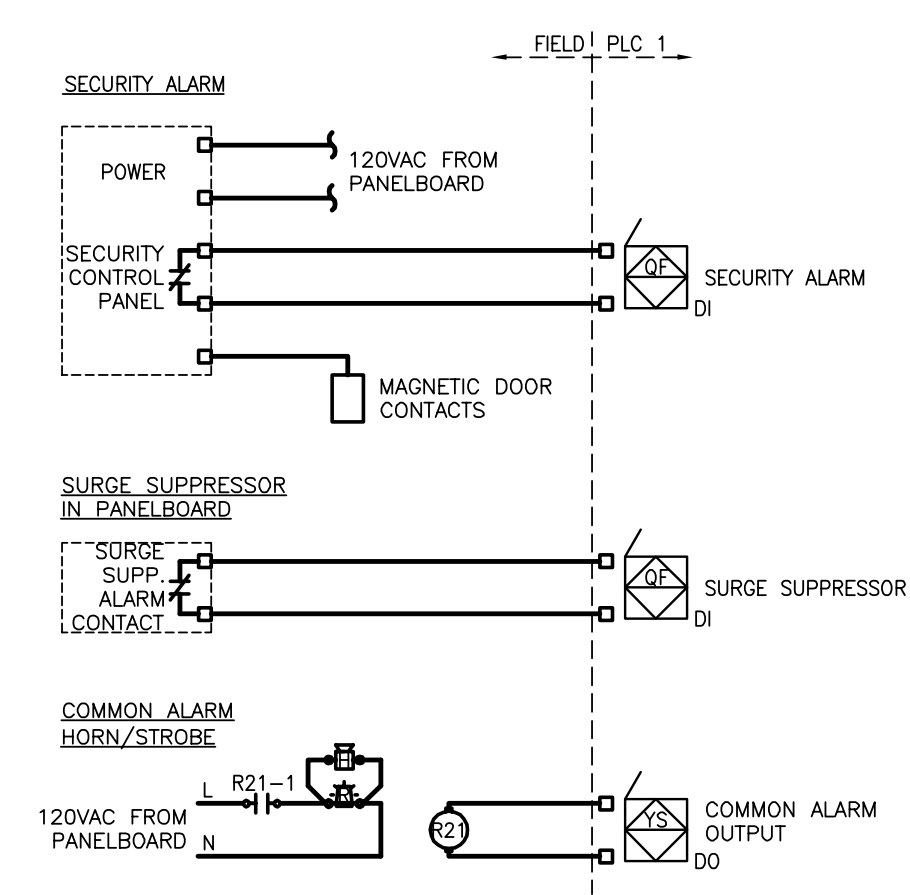 FIELD PLC 1
SECURITY ALARM
POWER
120VAC FROM
PANELBOARD
SECURITY
CONTROL
PANEL
QF
SECURITY ALARM
DI
MAGNETIC DOOR
CONTACTS
SURGE SUPPRESSOR
IN PANELBOARD
SURGE
SUPP.
ALARM
CONTACT
QF
SURGE SUPPRESSOR
DI
COMMON ALARM
HORN/STROBE
H
R
L
R21-1
120VAC FROM
PANELBOARD
N
R21
YS
COMMON ALARM
OUTPUT
DO